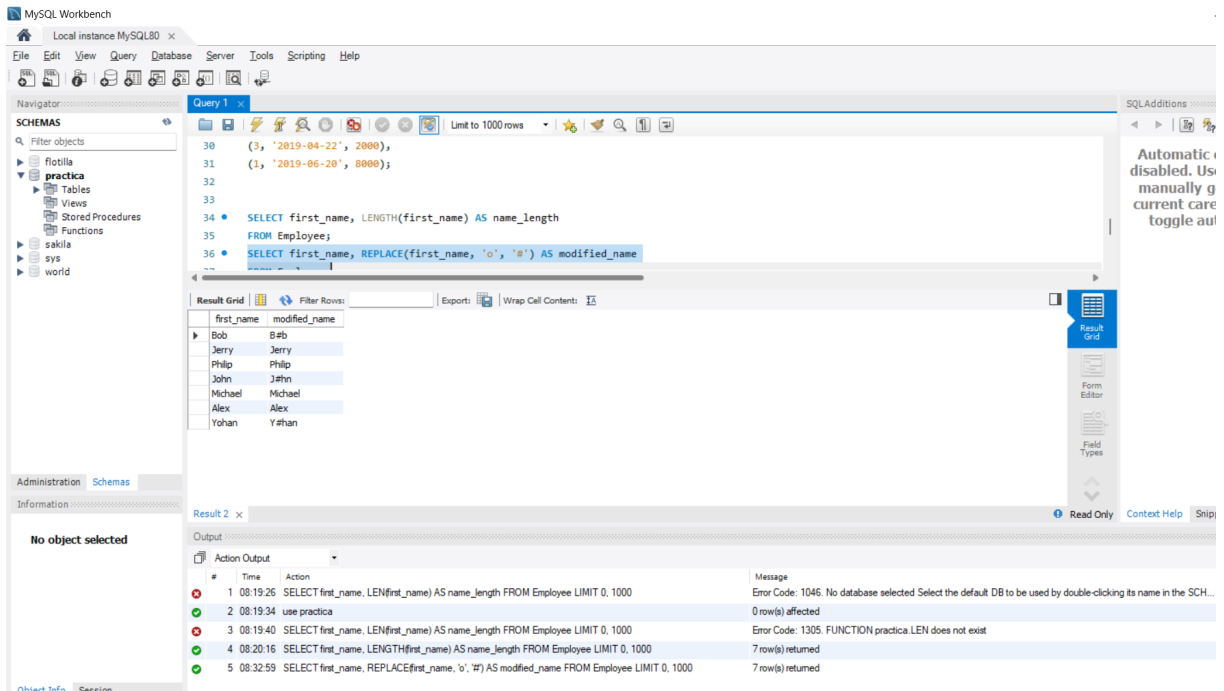 MySQL Workbench
Local instance MySQL80
File Edit View Query Database Server Tools Scripting Help
Navigator
SCHEMAS
Filter objects
flotilla
practica
Tables
Views
Stored Procedures
Functions
sakila
sys
world
Administration Schemas
Information
No object selected
Object Info Session
Query 1
Limit to 1000 rows
30 (3, '2019-04-22', 2000),
31 (1, '2019-06-20', 8000);
32
33
34 SELECT first_name, LENGTH(first_name) AS name_length
35 FROM Employee;
36 SELECT first_name, REPLACE(first_name, 'o', '#') AS modified_name
Result Grid Filter Rows: Export: Wrap Cell Content:
first_name modified_name
Bob B#b
Jerry Jerry
Philip Philip
John J#hn
Michael Michael
Alex Alex
Yohan Y#han
Result
Grid
Form
Editor
Field
Types
Result 2
Read Only
Output
Action Output
# Time Action Message
1 08:19:26 SELECT first_name, LEN(first_name) AS name_length FROM Employee LIMIT 0, 1000 Error Code: 1046. No database selected Select the default DB to be used by double-clicking its name in the SCH...
2 08:19:34 use practica 0 row(s) affected
3 08:19:40 SELECT first_name, LEN(first_name) AS name_length FROM Employee LIMIT 0, 1000 Error Code: 1305. FUNCTION practica.LEN does not exist
4 08:20:16 SELECT first_name, LENGTH(first_name) AS name_length FROM Employee LIMIT 0, 1000 7 row(s) returned
5 08:32:59 SELECT first_name, REPLACE(first_name, 'o', '#') AS modified_name FROM Employee LIMIT 0, 1000 7 row(s) returned
SQLAdditions
Automatic
disabled. Us
manually g
current care
toggle au
Context Help Snip